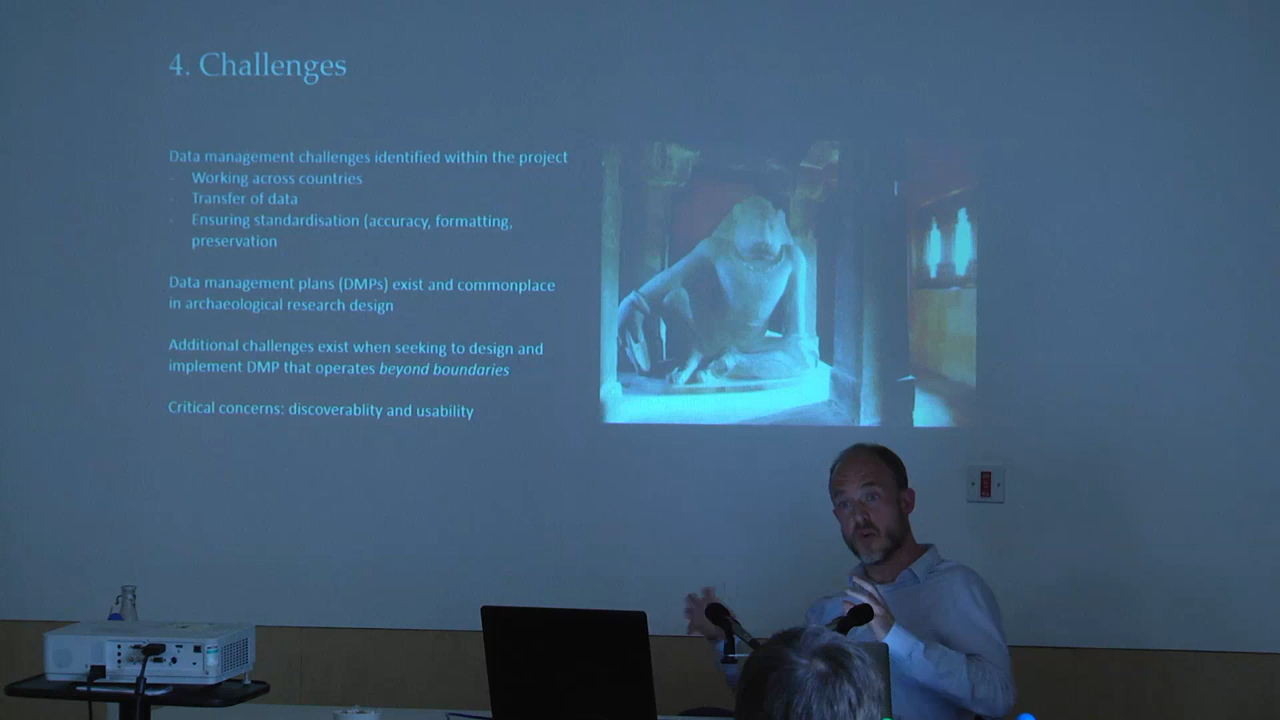 4. Challenges
Data management challenges identified within the project
- Working across countries
- Transfer of data
- Ensuring standardisation (accuracy, formatting,
preservation
Data management plans (DMPs) exist and commonplace
in archaeological research design
Additional challenges exist when seeking to design and
implement DMP that operates beyond boundaries
Critical concerns: discoverablity and usability